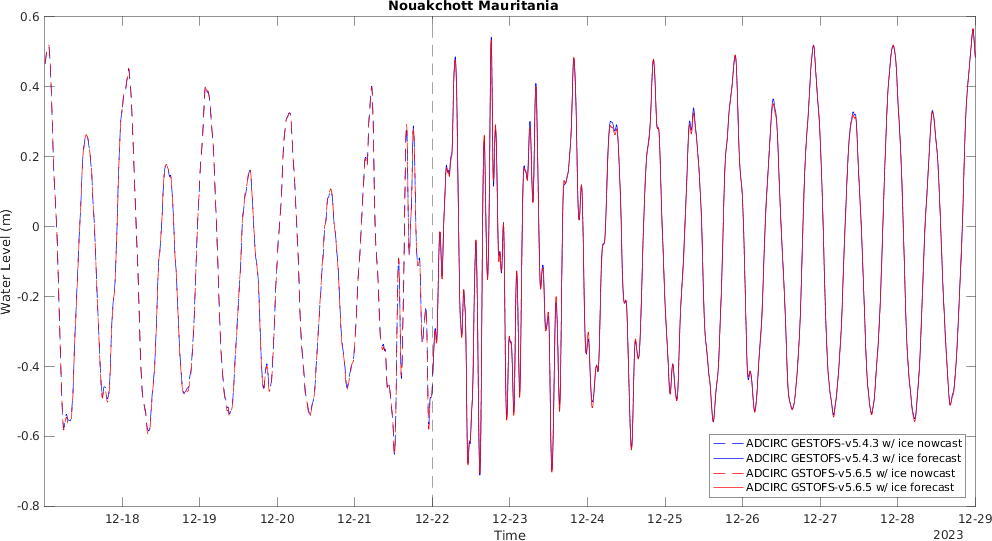 Nouakchott Mauritania
0.6
0.4
0.2
0
-0.2
-0.4
-0.6
-0.8
Water Level (m)
12-18 12-19 12-20 12-21 12-22 12-23 12-24 12-25 12-26 12-27 12-28 12-29
Time
2023
ADCIRC GESTOFS-v5.4.3 w/ ice nowcast
ADCIRC GESTOFS-v5.4.3 w/ ice forecast
ADCIRC GSTOFS-v5.6.5 w/ ice nowcast
ADCIRC GSTOFS-v5.6.5 w/ ice forecast